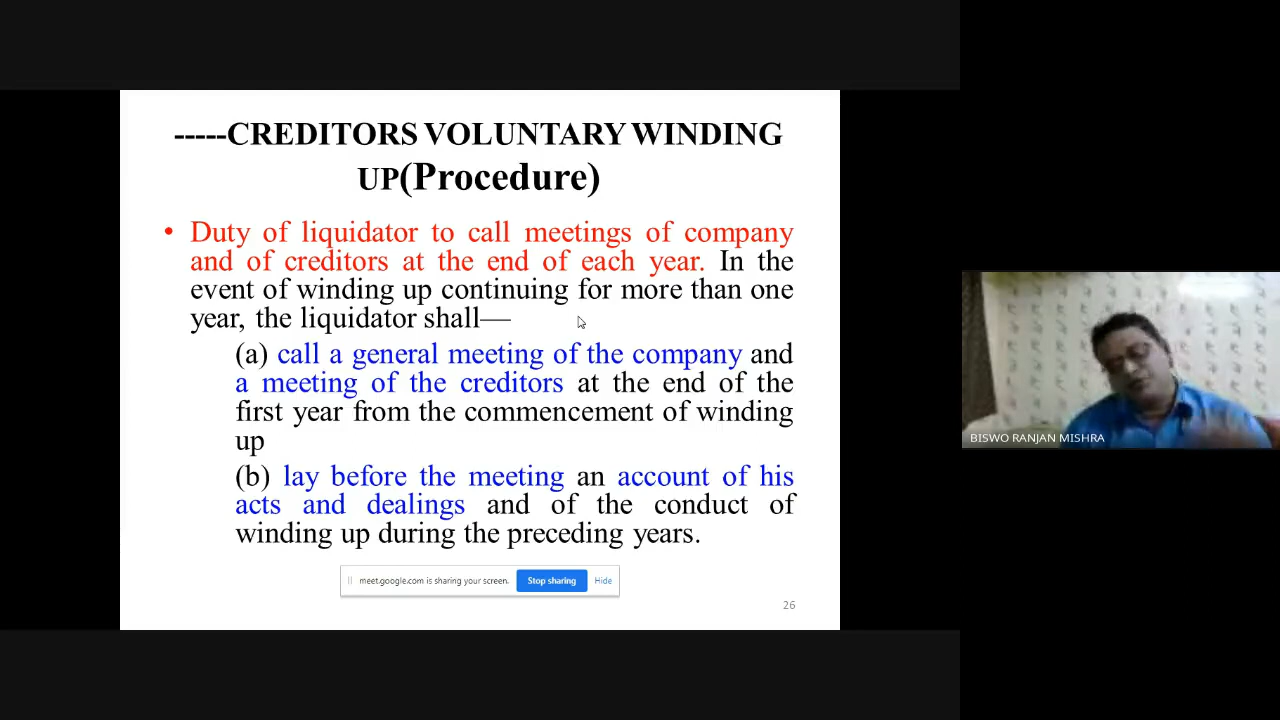 -----CREDITORS VOLUNTARY WINDING
UP(Procedure)
• Duty of liquidator to call meetings of company
and of creditors at the end of each year. In the
event of winding up continuing for more than one
year, the liquidator shall—
(a) call a general meeting of the company and
a meeting of the creditors at the end of the
first year from the commencement of winding
up
(b) lay before the meeting an account of his
acts and dealings and of the conduct of
winding up during the preceding years.
meet.google.com is sharing your screen. Stop sharing Hide
26
BISWO RANJAN MISHRA